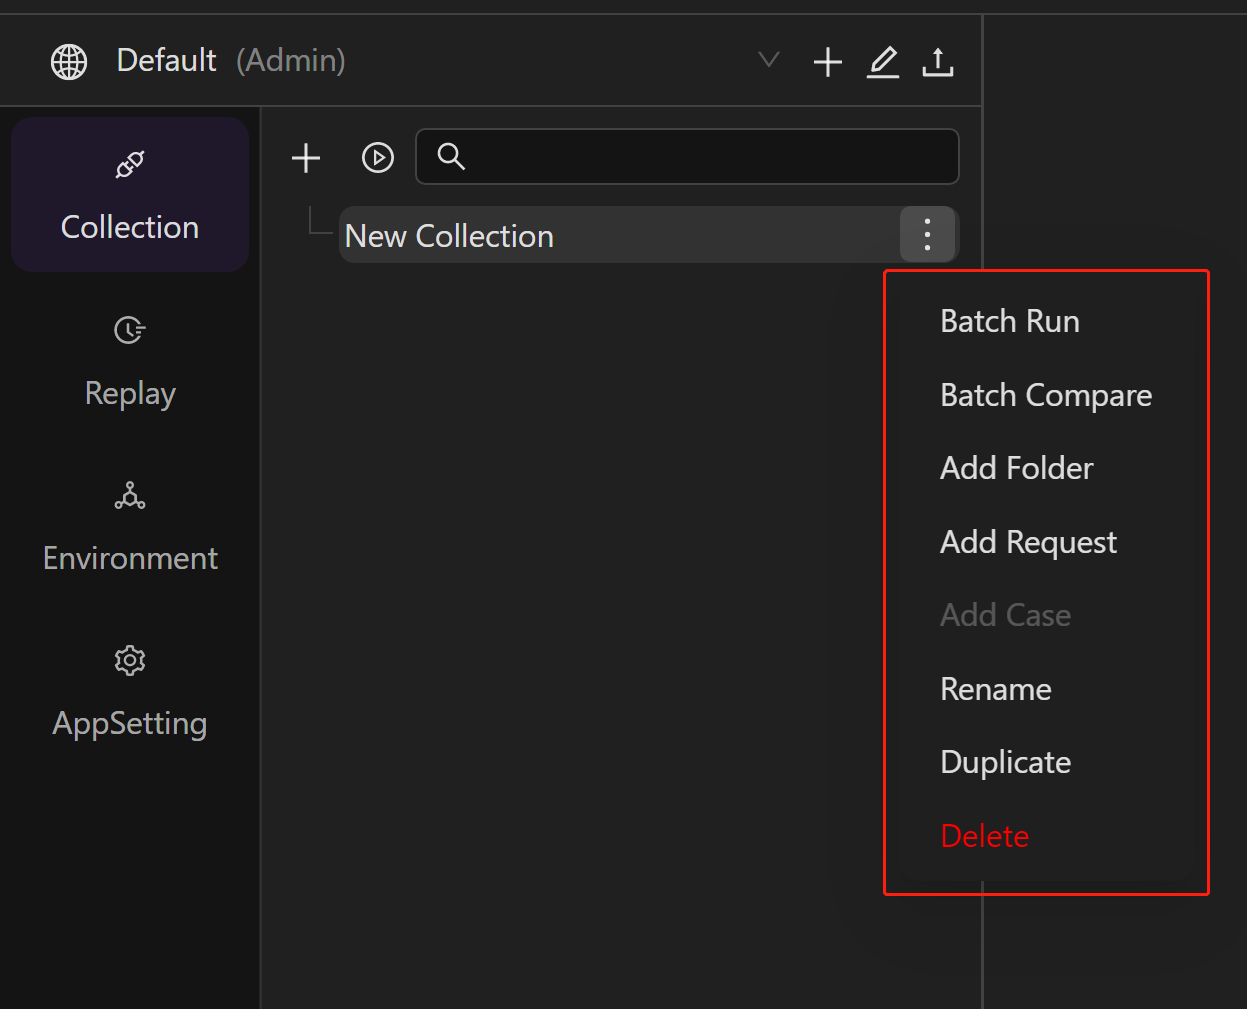 Default (Admin)
Collection
New Collection
Replay
Environment
AppSetting
Batch Run
Batch Compare
Add Folder
Add Request
Add Case
Rename
Duplicate
Delete